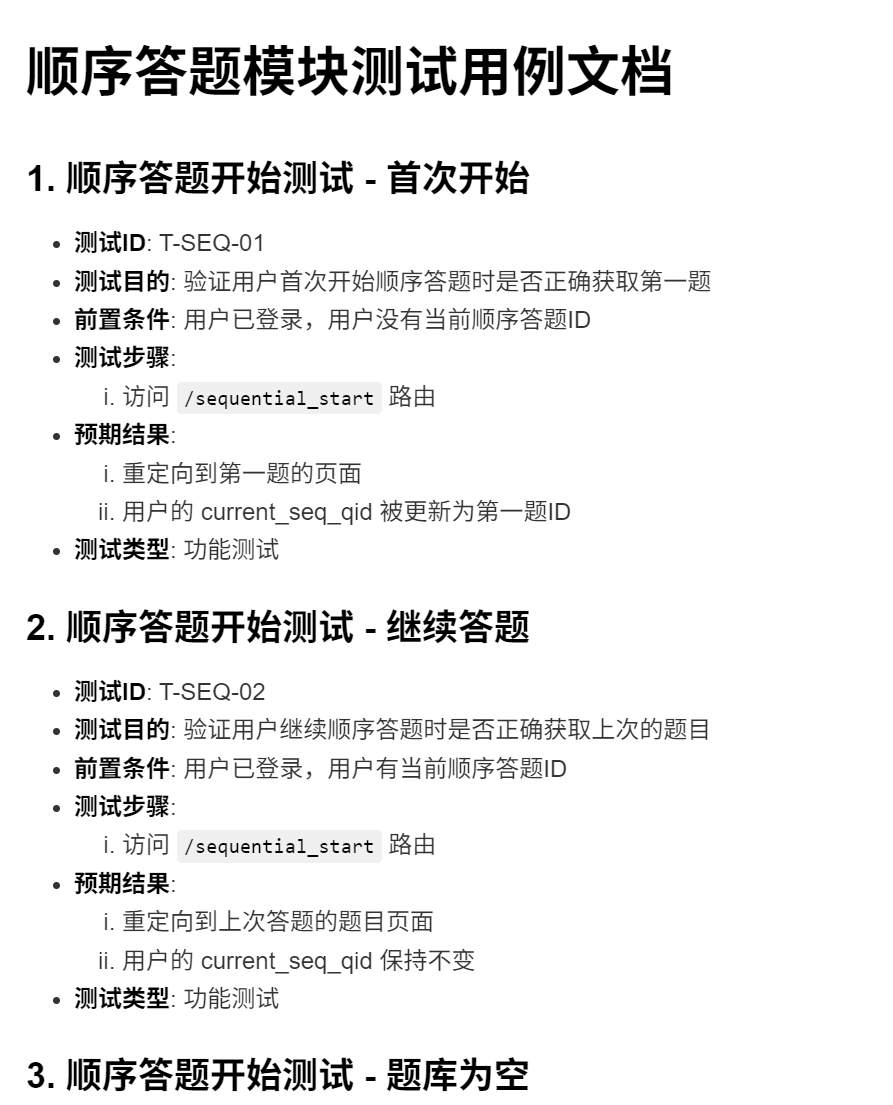 顺序答题模块测试用例文档
1. 顺序答题开始测试 - 首次开始
• 测试ID: T-SEQ-01
• 测试目的: 验证用户首次开始顺序答题时是否正确获取第一题
• 前置条件: 用户已登录，用户没有当前顺序答题ID
• 测试步骤:
i. 访问 /sequential_start 路由
• 预期结果:
i. 重定向到第一题的页面
ii. 用户的 current_seq_qid 被更新为第一题ID
• 测试类型: 功能测试
2. 顺序答题开始测试 - 继续答题
• 测试ID: T-SEQ-02
• 测试目的: 验证用户继续顺序答题时是否正确获取上次的题目
• 前置条件: 用户已登录，用户有当前顺序答题ID
• 测试步骤:
i. 访问 /sequential_start 路由
• 预期结果:
i. 重定向到上次答题的题目页面
ii. 用户的 current_seq_qid 保持不变
• 测试类型: 功能测试
3. 顺序答题开始测试 - 题库为空